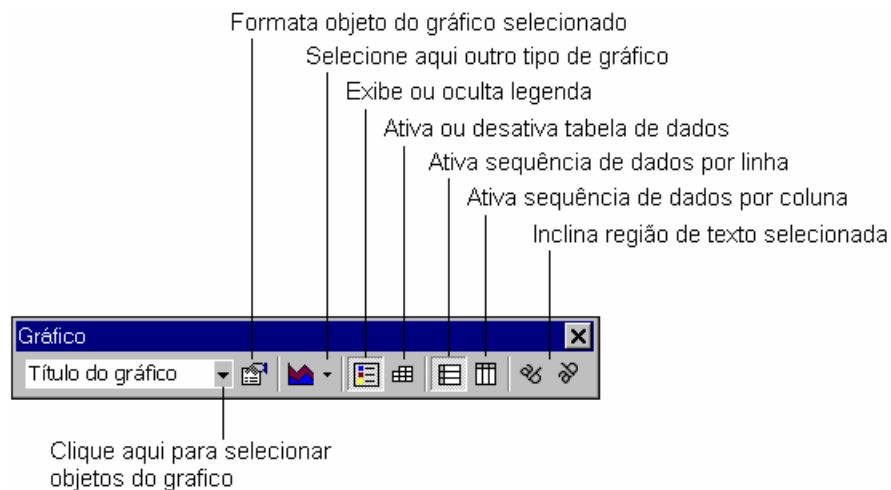 Formata objeto do gráfico selecionado
Selecione aqui outro tipo de gráfico
Exibe ou oculta legenda
Ativa ou desativa tabela de dados
Ativa sequência de dados por linha
Ativa sequência de dados por coluna
Inclina região de texto selecionada
Gráfico
Título do gráfico
Clique aqui para selecionar
objetos do grafico